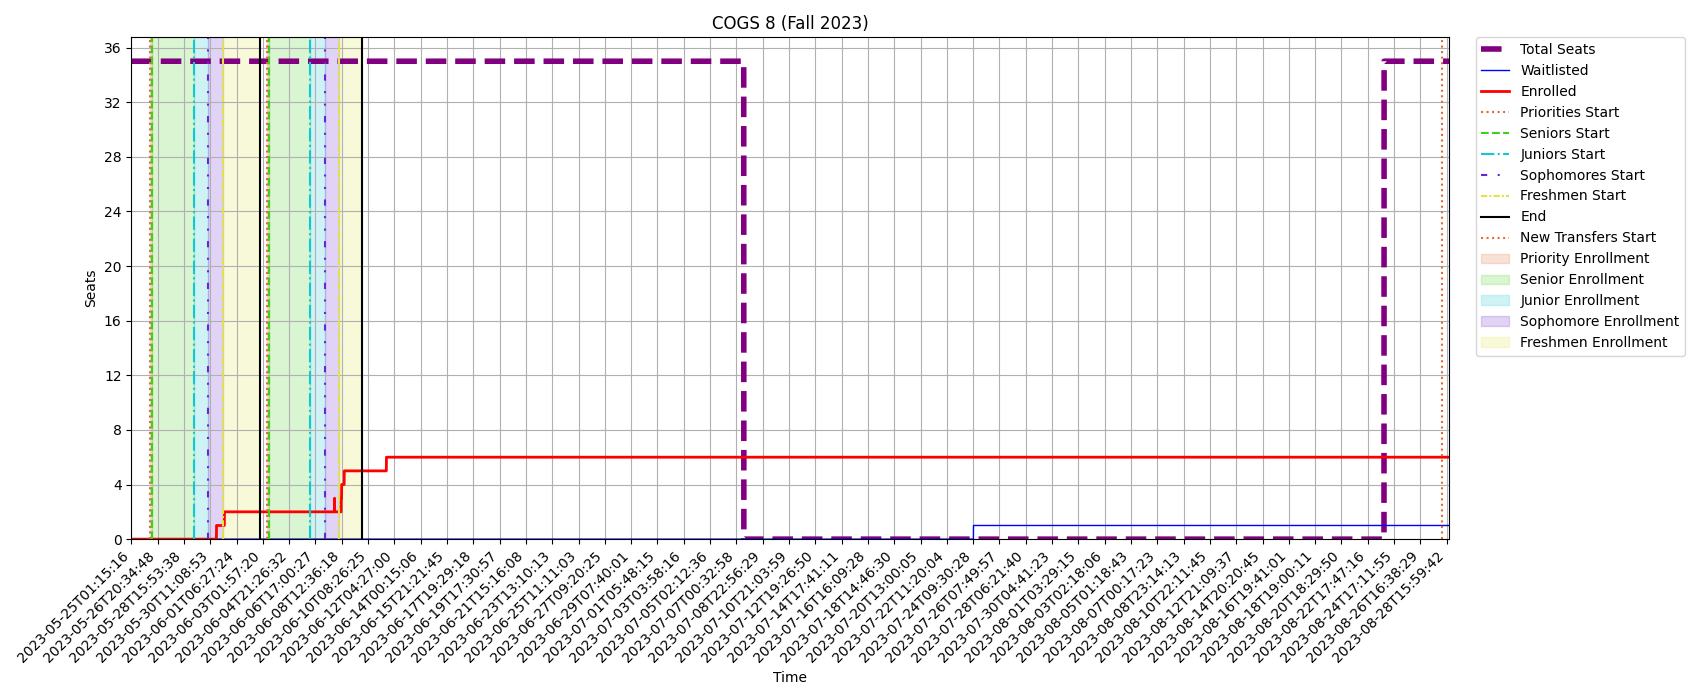 COGS 8 (Fall 2023)
36
32
28
24
20
16
12
8
4
0
Seats
2023-05-25T01:15:16
2023-05-26T20:34:48
2023-05-28T15:53:38
2023-05-30T11:08:53
2023-06-01T06:27:24
2023-06-03T01:57:20
2023-06-04T21:26:32
2023-06-06T17:00:27
2023-06-08T12:36:18
2023-06-10T08:26:25
2023-06-12T04:27:00
2023-06-14T00:15:06
2023-06-15T21:21:45
2023-06-17T19:29:18
2023-06-19T17:30:57
2023-06-21T15:16:08
2023-06-23T13:10:13
2023-06-25T11:11:03
2023-06-27T09:20:25
2023-06-29T07:40:01
2023-07-01T05:48:15
2023-07-03T03:58:16
2023-07-05T02:12:36
2023-07-07T00:32:58
2023-07-08T22:56:29
2023-07-10T21:03:59
2023-07-12T19:26:50
2023-07-14T17:41:11
2023-07-16T16:09:28
2023-07-18T14:46:30
2023-07-20T13:00:05
2023-07-22T11:20:04
2023-07-24T09:30:28
2023-07-26T07:49:57
2023-07-28T06:21:40
2023-07-30T04:41:23
2023-08-01T03:29:15
2023-08-03T02:18:06
2023-08-05T01:18:43
2023-08-07T00:17:23
2023-08-08T23:14:13
2023-08-10T22:11:45
2023-08-12T21:09:37
2023-08-14T20:20:45
2023-08-16T19:41:01
2023-08-18T19:00:11
2023-08-20T18:29:50
2023-08-22T17:47:16
2023-08-24T17:11:55
2023-08-26T16:38:29
2023-08-28T15:59:42
Time
Total Seats
Waitlisted
Enrolled
Priorities Start
Seniors Start
Juniors Start
Sophomores Start
Freshmen Start
End
New Transfers Start
Priority Enrollment
Senior Enrollment
Junior Enrollment
Sophomore Enrollment
Freshmen Enrollment